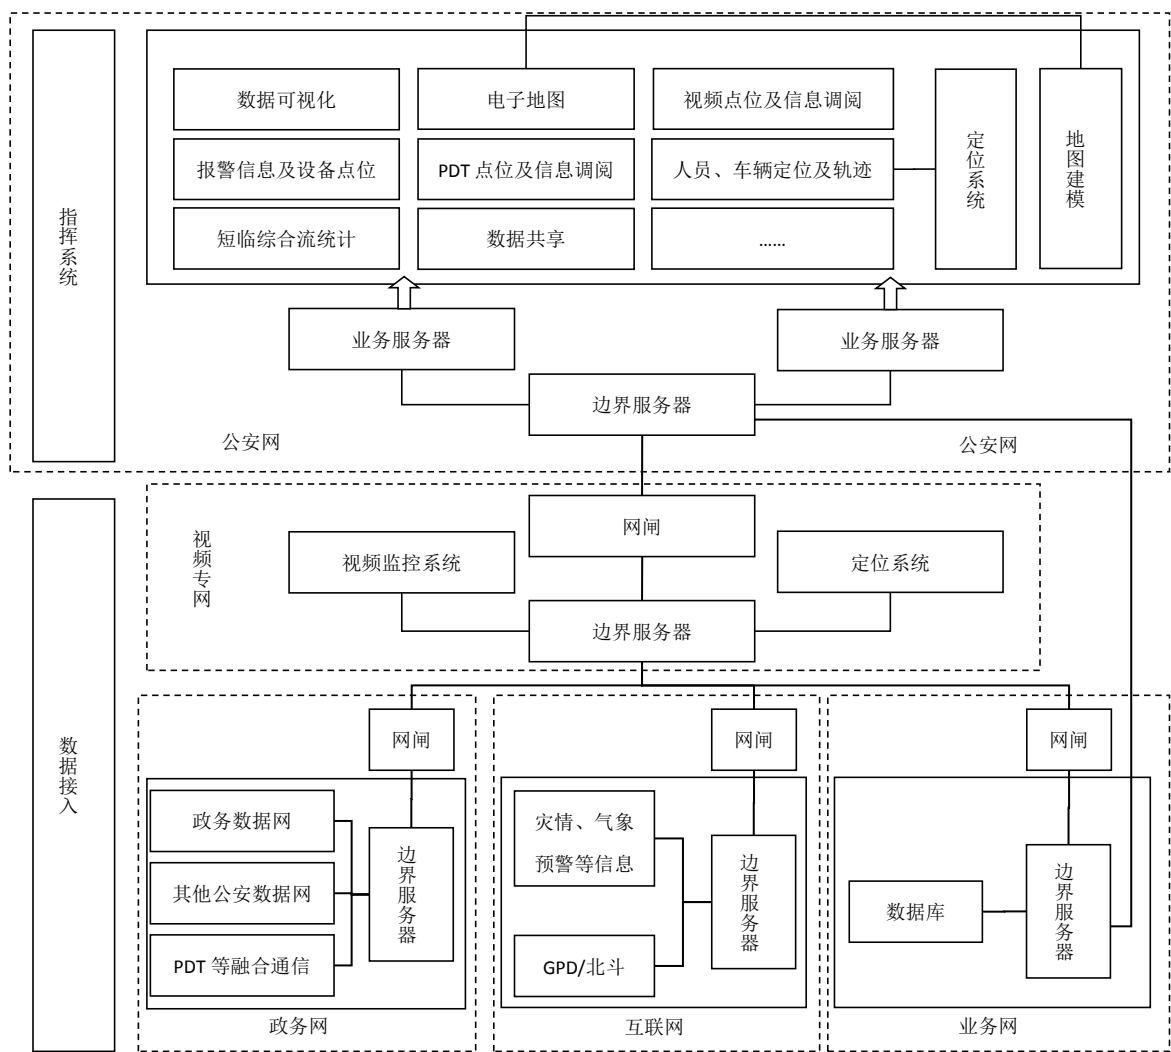 指挥系统
数据可视化
电子地图
视频点位及信息调阅
报警信息及设备点位
PDT 点位及信息调阅
人员、车辆定位及轨迹
短临综合流统计
数据共享
......
定位系统
地图建模
业务服务器
业务服务器
边界服务器
公安网
公安网
数据接入
视频专网
网闸
视频监控系统
定位系统
边界服务器
网闸
政务数据网
其他公安数据网
PDT 等融合通信
边界服务器
政务网
网闸
灾情、气象
预警等信息
GPD/北斗
边界服务器
互联网
网闸
数据库
边界服务器
业务网